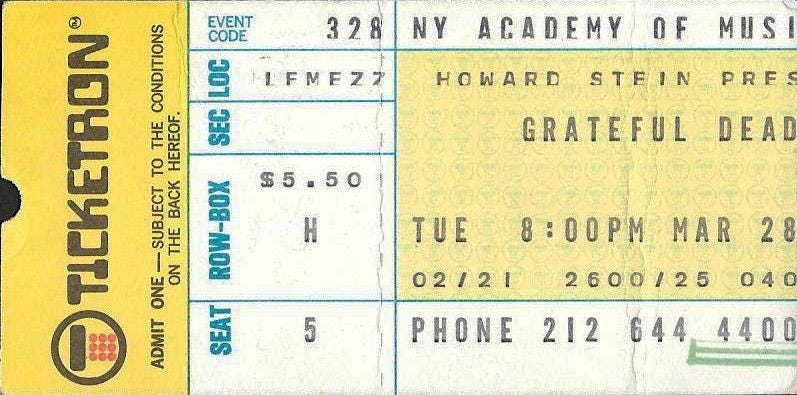 TICKETRON™
ADMIT ONE — SUBJECT TO THE CONDITIONS
ON THE BACK HEREOF.
EVENT CODE 328 NY ACADEMY OF MUSI
LOC LFMEZZ HOWARD STEIN PRES
SEC GRATEFUL DEAD
$5.50
ROW-BOX H TUE 8:00PM MAR 28
02/21 2600/25 040
SEAT 5 PHONE 212 644 4400